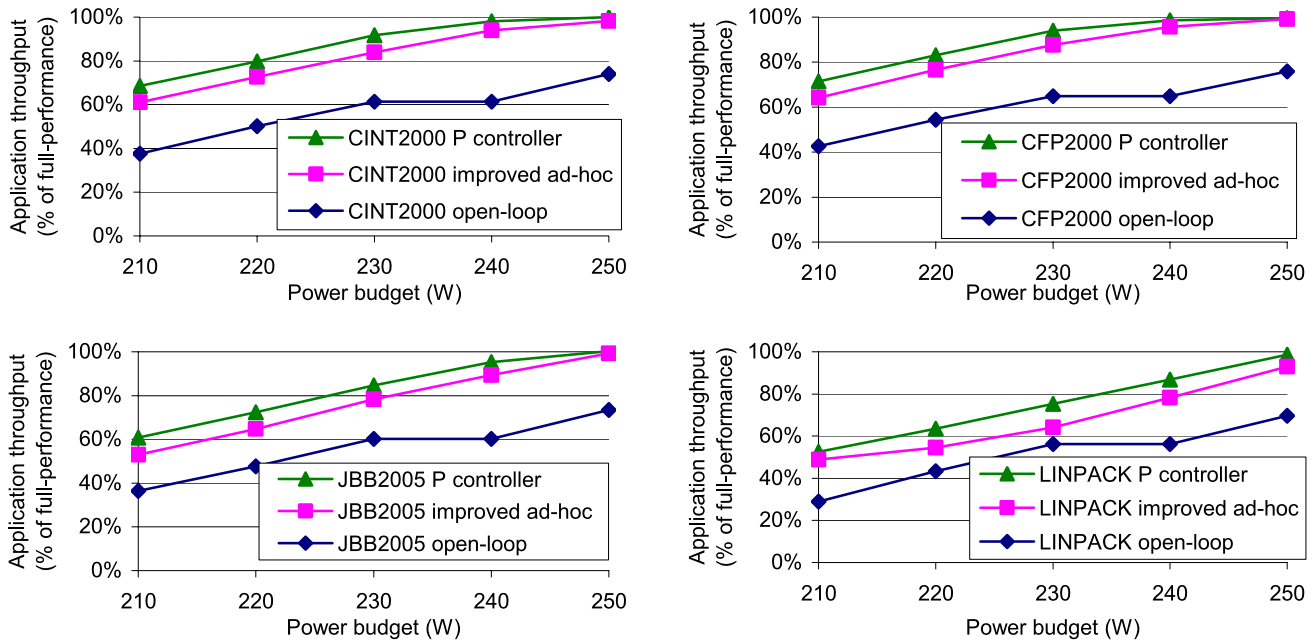 Application throughput
(% of full-performance)
100%
80%
60%
40%
20%
0%
CINT2000 P controller
CINT2000 improved ad-hoc
CINT2000 open-loop
210 220 230 240 250
Power budget (W)
Application throughput
(% of full-performance)
100%
80%
60%
40%
20%
0%
CFP2000 P controller
CFP2000 improved ad-hoc
CFP2000 open-loop
210 220 230 240 250
Power budget (W)
Application throughput
(% of full-performance)
100%
80%
60%
40%
20%
0%
JBB2005 P controller
JBB2005 improved ad-hoc
JBB2005 open-loop
210 220 230 240 250
Power budget (W)
Application throughput
(% of full-performance)
100%
80%
60%
40%
20%
0%
LINPACK P controller
LINPACK improved ad-hoc
LINPACK open-loop
210 220 230 240 250
Power budget (W)